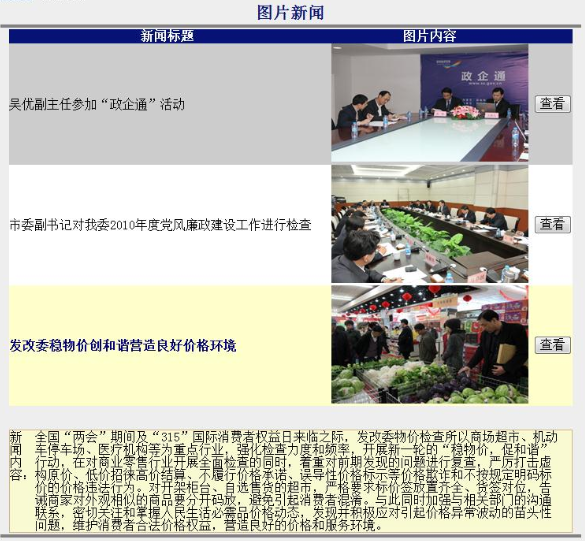 图片新闻
新闻标题 图片内容
吴优副主任参加“政企通”活动 查看
政企通
市委副书记对我委2010年度党风廉政建设工作进行检查 查看
发改委稳物价创和谐营造良好价格环境 查看
新闻内容： 全国“两会”期间及“315”国际消费者权益日来临之际，发改委物价检查所以商场超市、机动
车停车场、医疗机构等为重点行业，强化检查力度和频率，开展新一轮的“稳物价，促和谐”
行动，在对商业零售行业开展全面检查的同时，着重对前期发现的问题进行复查，严厉打击虚
构原价、低价招徕高价结算、不履行价格承诺、误导性价格标示等价格欺诈和不按规定明码标
价的价格违法行为。对开架柜台、自选售货的超市，严格要求标价签放置齐全、货签对位，告
诫商家对外观相似的商品要分开码放，避免引起消费者混淆。与此同时加强与相关部门的沟通
联系，密切关注和掌握人民生活必需品价格动态，发现并积极应对引起价格异常波动的苗头性
问题，维护消费者合法价格权益，营造良好的价格和服务环境。